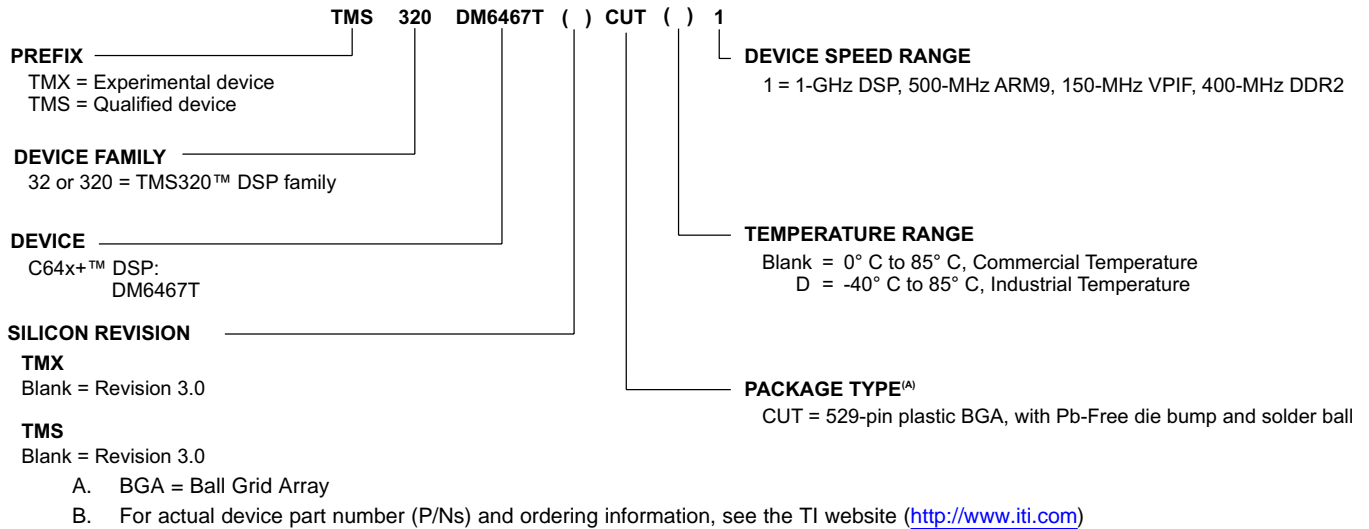 TMS 320 DM6467T ( ) CUT ( ) 1
PREFIX
TMX = Experimental device
TMS = Qualified device
DEVICE FAMILY
32 or 320 = TMS320™ DSP family
DEVICE
C64x+™ DSP:
DM6467T
SILICON REVISION
TMX
Blank = Revision 3.0
TMS
Blank = Revision 3.0
DEVICE SPEED RANGE
1 = 1-GHz DSP, 500-MHz ARM9, 150-MHz VPIF, 400-MHz DDR2
TEMPERATURE RANGE
Blank = 0° C to 85° C, Commercial Temperature
D = -40° C to 85° C, Industrial Temperature
PACKAGE TYPE(A)
CUT = 529-pin plastic BGA, with Pb-Free die bump and solder ball
A. BGA = Ball Grid Array
B. For actual device part number (P/Ns) and ordering information, see the TI website (http://www.iti.com)